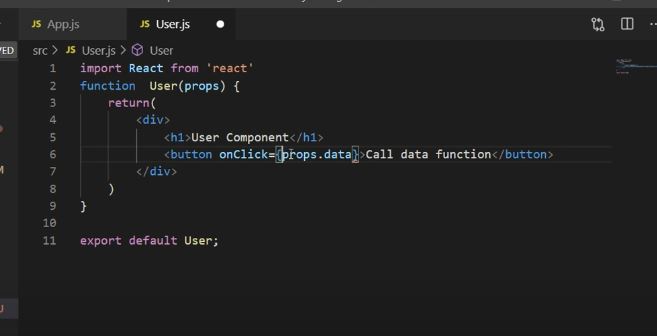 JS App.js JS User.js
VED src > JS User.js > User
1 import React from 'react'
2 function  User(props) {
3     return(
4         <div>
5             <h1>User Component</h1>
6             <button onClick={props.data}>Call data function</button>
7         </div>
8     )
9 }
10
11 export default User;